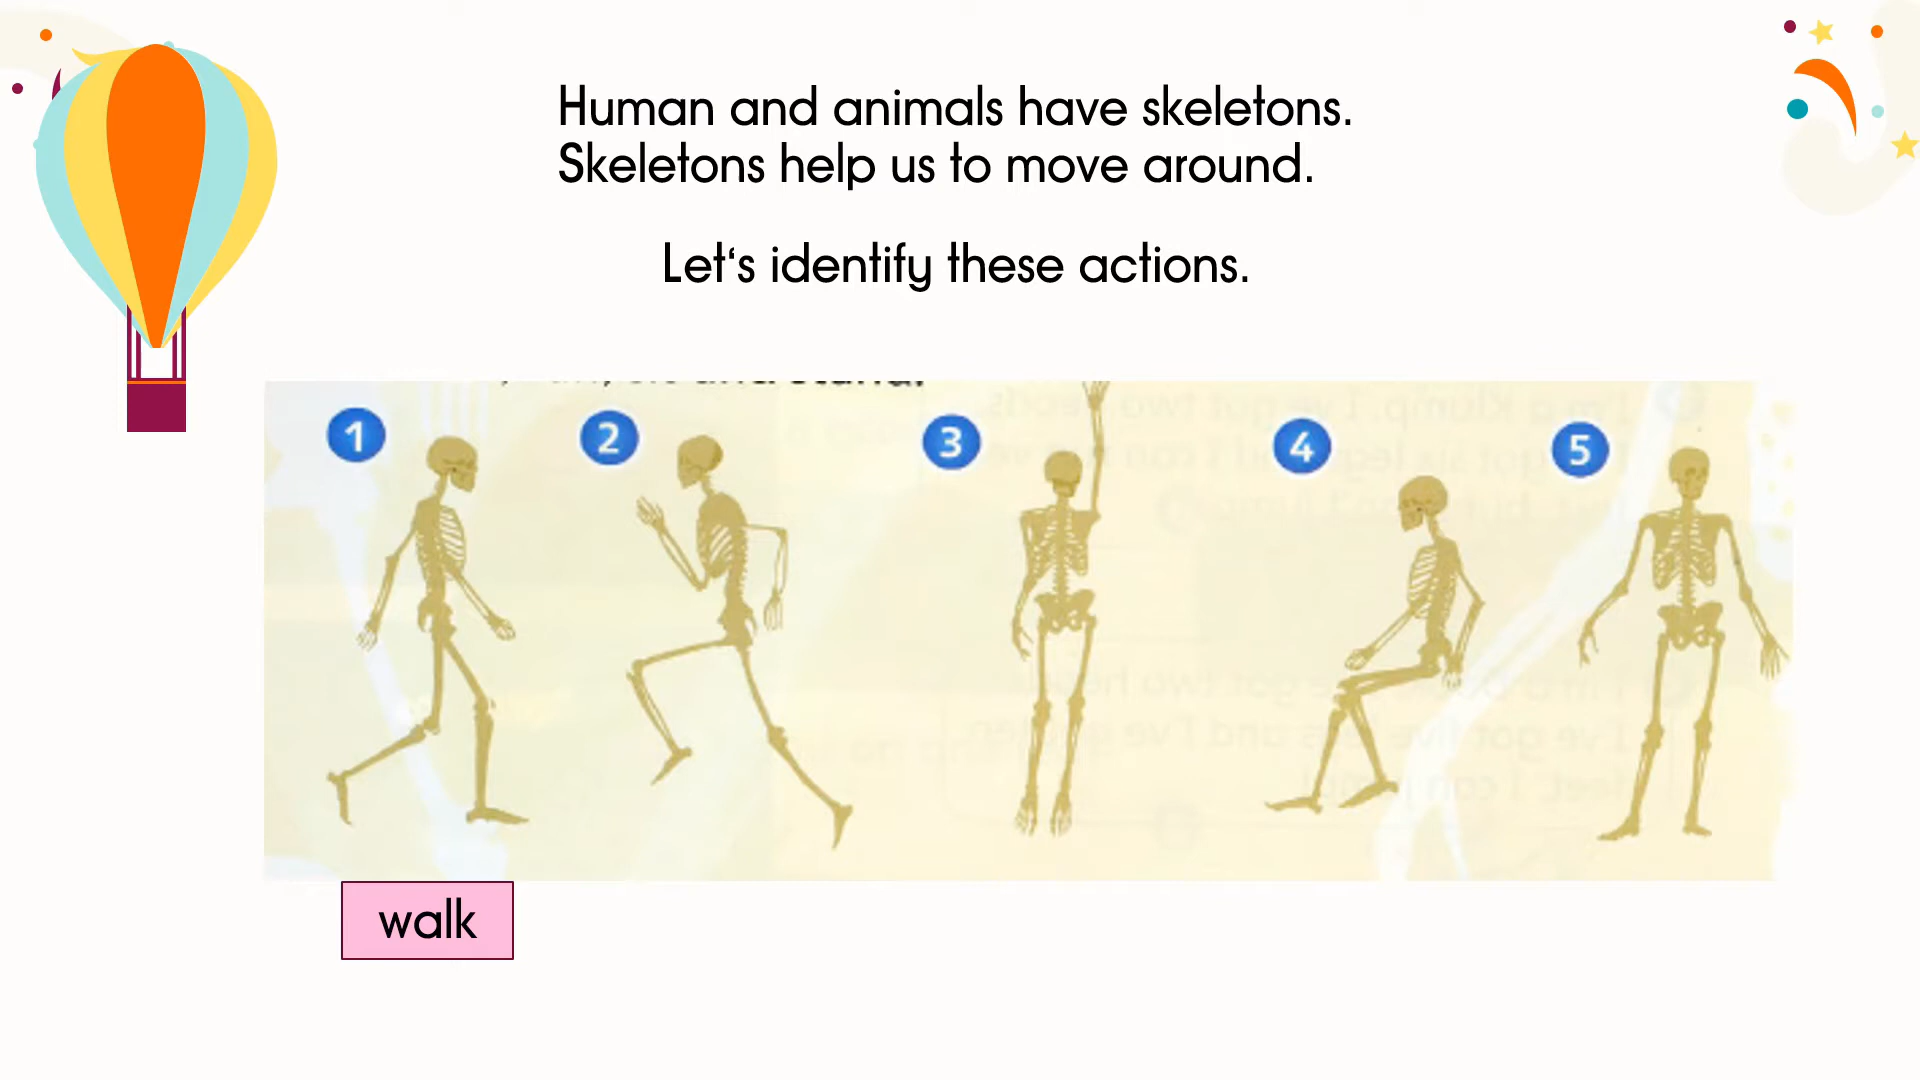 Human and animals have skeletons.
Skeletons help us to move around.
Let‘s identify these actions.
1
2
3
4
5
walk